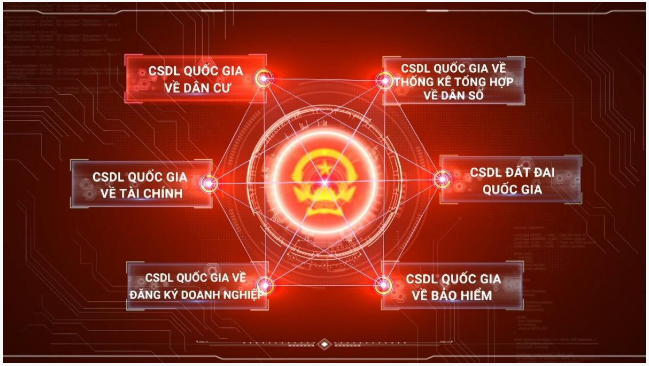 CSDL QUỐC GIA
VỀ DÂN CƯ
CSDL QUỐC GIA VỀ
THỐNG KÊ TỔNG HỢP
VỀ DÂN SỐ
CSDL QUỐC GIA
VỀ TÀI CHÍNH
CSDL ĐẤT ĐAI
QUỐC GIA
CSDL QUỐC GIA VỀ
ĐĂNG KÝ DOANH NGHIỆP
CSDL QUỐC GIA
VỀ BẢO HIỂM